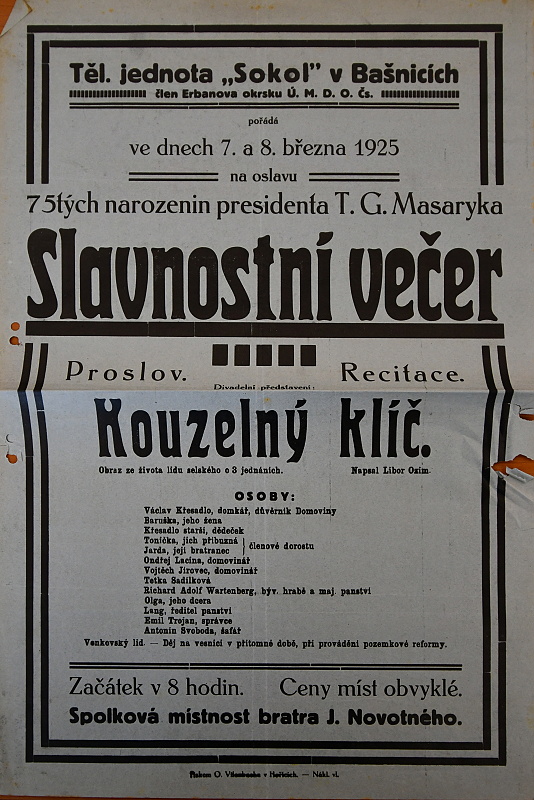 Těl. jednota „Sokol” v Bašnicích
člen Erbanova okrsku Ú. M. D. O. Čs.
pořádá
ve dnech 7. a 8. března 1925
na oslavu
75tých narozenin presidenta T. G. Masaryka
Slavnostní večer
Proslov. Recitace.
Divadelní představení:
Kouzelný klíč.
Obraz ze života lidu selského o 3 jednáních. Napsal Libor Ozim.
OSOBY:
Václav Křesadlo, domkář, důvěrník Domoviny
Baruška, jeho žena
Křesadlo starší, dědeček
Tonička, jich příbuzná
Jarda, její bratranec } členové dorostu
Ondřej Lacina, domovinář
Vojtěch Jírovec, domovinář
Tetka Sadílková
Richard Adolf Wartenberg, býv. hrabě a maj. panství
Olga, jeho dcera
Lang, ředitel panství
Emil Trojan, správce
Antonín Svoboda, šafář
Venkovský lid. — Děj na vesnici v přítomné době, při provádění pozemkové reformy.
Začátek v 8 hodin. Ceny míst obvyklé.
Spolková místnost bratra J. Novotného.
Tiskem O. v Hořicích. — Nákl. vl.